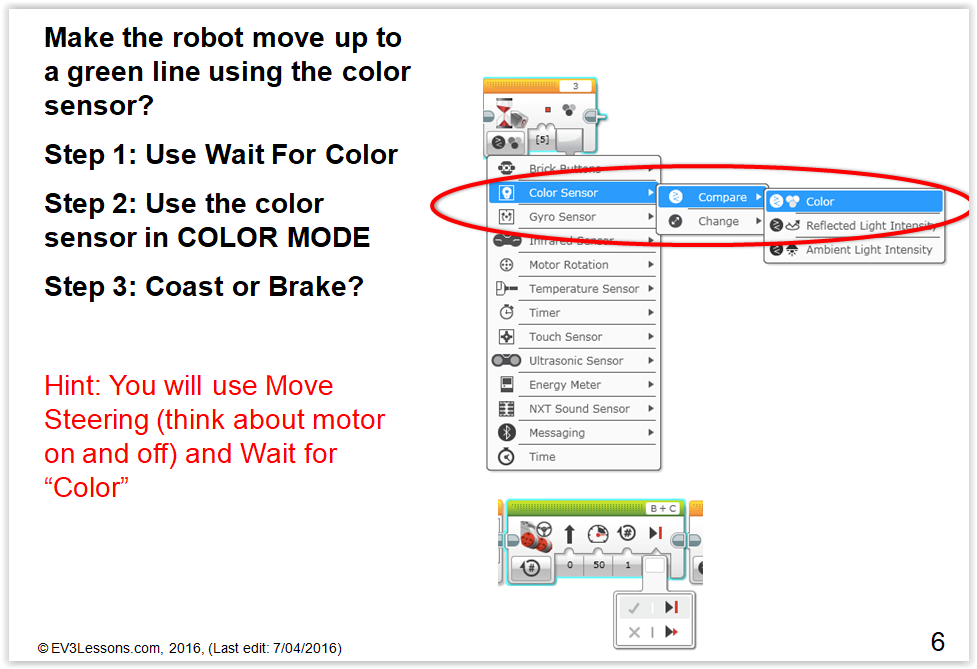 Make the robot move up to
a green line using the color
sensor?
Step 1: Use Wait For Color
Step 2: Use the color
sensor in COLOR MODE
Step 3: Coast or Brake?
Hint: You will use Move
Steering (think about motor
on and off) and Wait for
“Color”
3
[5]
Brick Buttons
Color Sensor
Compare
Color
Gyro Sensor
Change
Reflected Light Intensity
Infrared Sensor
Ambient Light Intensity
Motor Rotation
Temperature Sensor
Timer
Touch Sensor
Ultrasonic Sensor
Energy Meter
NXT Sound Sensor
Messaging
Time
B + C
#
# 0 50 1
© EV3Lessons.com, 2016, (Last edit: 7/04/2016)
6